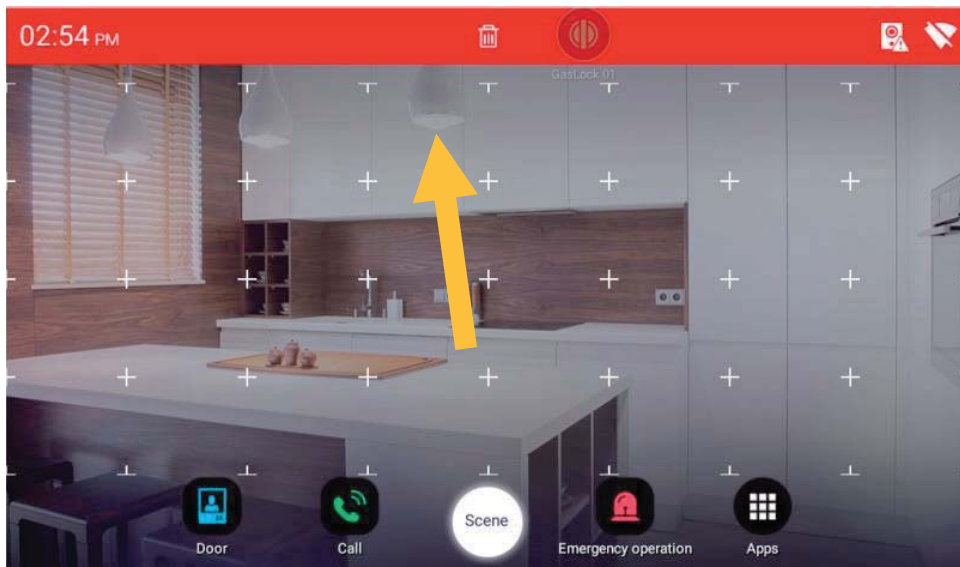 02:54 PM
GasLock 01
Door
Call
Scene
Emergency operation
Apps